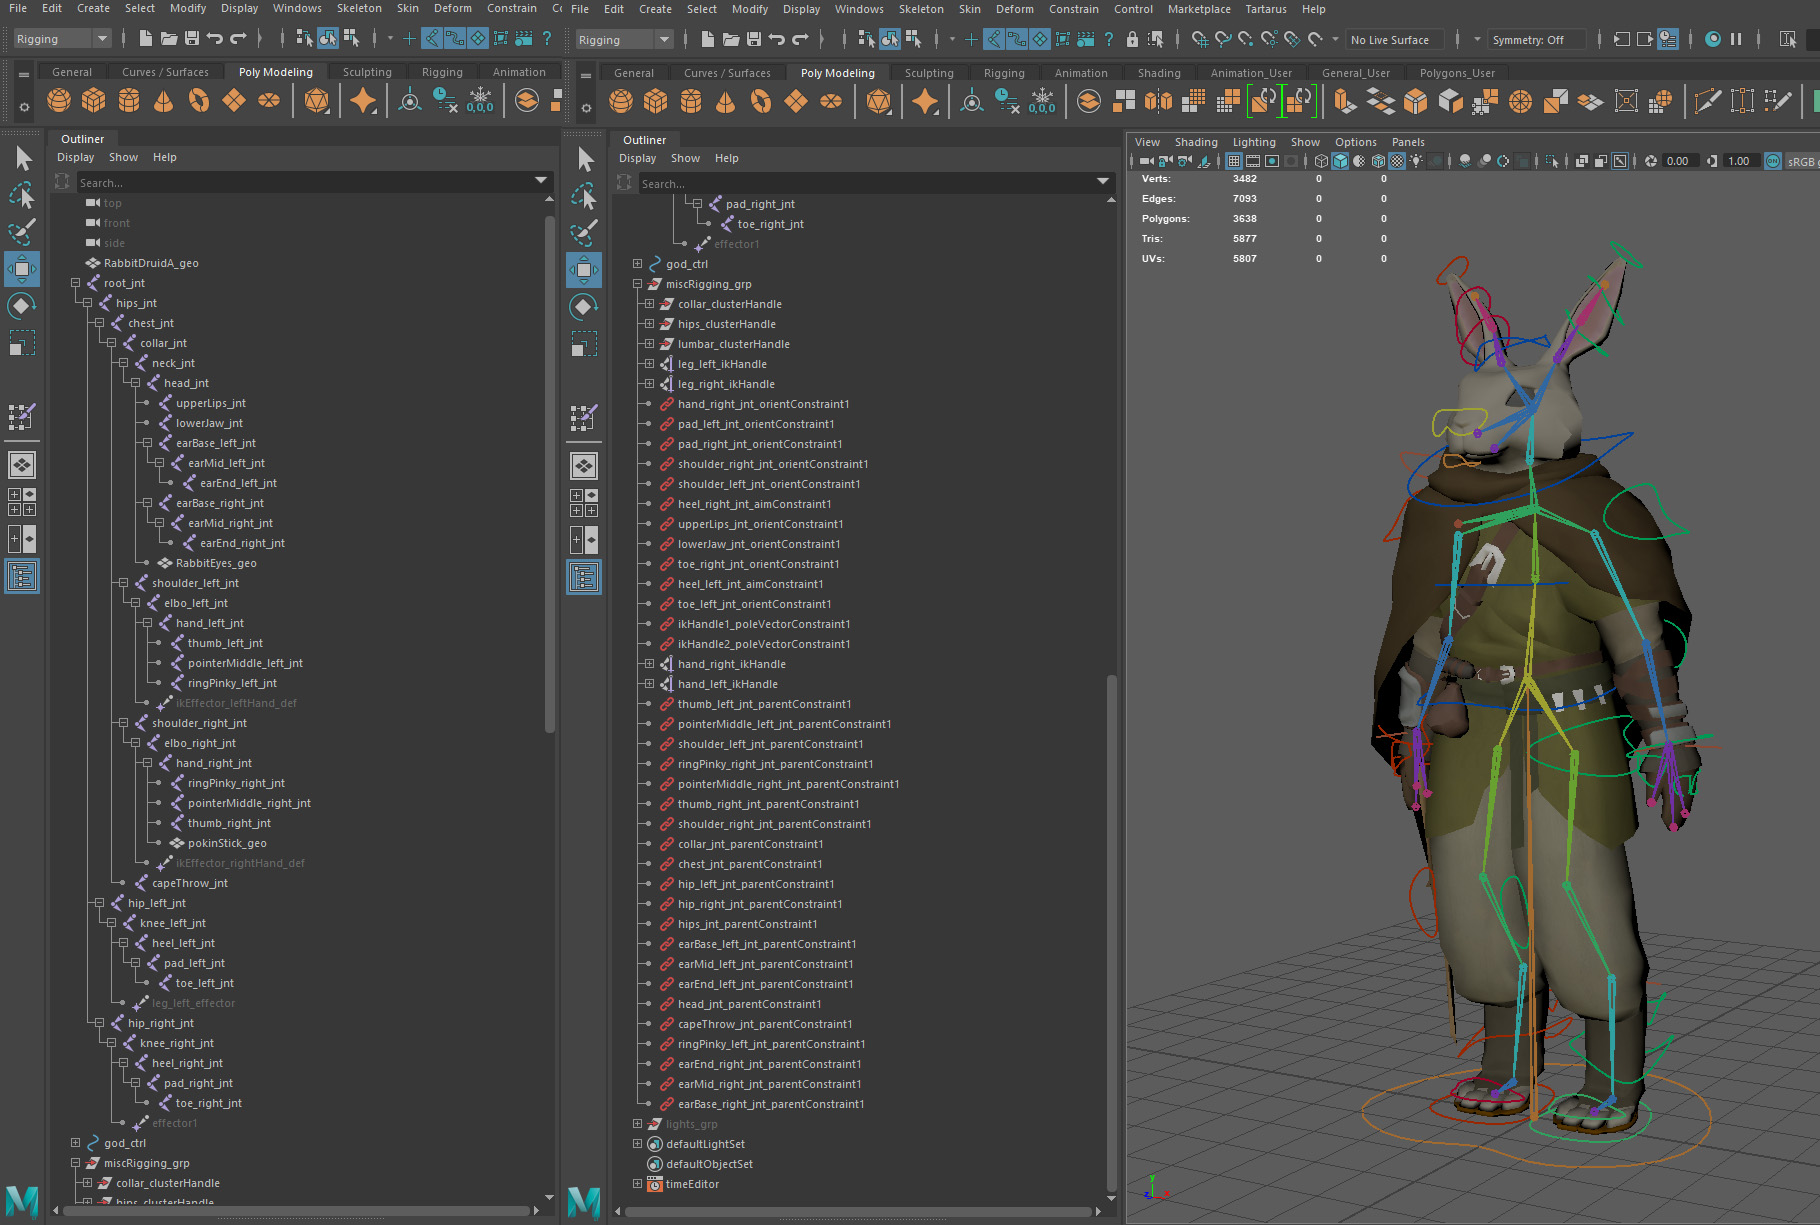 File Edit Create Select Modify Display Windows Skeleton Skin Deform Constrain Co
File Edit Create Select Modify Display Windows Skeleton Skin Deform Constrain Control Marketplace Tartarus Help
Rigging
Rigging
No Live Surface
Symmetry: Off
General Curves / Surfaces Poly Modeling Sculpting Rigging Animation
General Curves / Surfaces Poly Modeling Sculpting Rigging Animation Shading Animation_User General_User Polygons_User
0,0,0
0,0,0
Outliner
Display Show Help
Search...
top
front
side
RabbitDruidA_geo
root_jnt
hips_jnt
chest_jnt
collar_jnt
neck_jnt
head_jnt
upperLips_jnt
lowerJaw_jnt
earBase_left_jnt
earMid_left_jnt
earEnd_left_jnt
earBase_right_jnt
earMid_right_jnt
earEnd_right_jnt
RabbitEyes_geo
shoulder_left_jnt
elbo_left_jnt
hand_left_jnt
thumb_left_jnt
pointerMiddle_left_jnt
ringPinky_left_jnt
ikEffector_leftHand_def
shoulder_right_jnt
elbo_right_jnt
hand_right_jnt
ringPinky_right_jnt
pointerMiddle_right_jnt
thumb_right_jnt
pokinStick_geo
ikEffector_rightHand_def
capeThrow_jnt
hip_left_jnt
knee_left_jnt
heel_left_jnt
pad_left_jnt
toe_left_jnt
leg_left_effector
hip_right_jnt
knee_right_jnt
heel_right_jnt
pad_right_jnt
toe_right_jnt
effector1
god_ctrl
miscRigging_grp
collar_clusterHandle
hips_clusterHandle
Outliner
Display Show Help
Search...
pad_right_jnt
toe_right_jnt
effector1
god_ctrl
miscRigging_grp
collar_clusterHandle
hips_clusterHandle
lumbar_clusterHandle
leg_left_ikHandle
leg_right_ikHandle
hand_right_jnt_orientConstraint1
pad_left_jnt_orientConstraint1
pad_right_jnt_orientConstraint1
shoulder_right_jnt_orientConstraint1
shoulder_left_jnt_orientConstraint1
heel_right_jnt_aimConstraint1
upperLips_jnt_orientConstraint1
lowerJaw_jnt_orientConstraint1
toe_right_jnt_orientConstraint1
heel_left_jnt_aimConstraint1
toe_left_jnt_orientConstraint1
ikHandle1_poleVectorConstraint1
ikHandle2_poleVectorConstraint1
hand_right_ikHandle
hand_left_ikHandle
thumb_left_jnt_parentConstraint1
pointerMiddle_left_jnt_parentConstraint1
shoulder_left_jnt_parentConstraint1
ringPinky_right_jnt_parentConstraint1
pointerMiddle_right_jnt_parentConstraint1
thumb_right_jnt_parentConstraint1
shoulder_right_jnt_parentConstraint1
collar_jnt_parentConstraint1
chest_jnt_parentConstraint1
hip_left_jnt_parentConstraint1
hip_right_jnt_parentConstraint1
hips_jnt_parentConstraint1
earBase_left_jnt_parentConstraint1
earMid_left_jnt_parentConstraint1
earEnd_left_jnt_parentConstraint1
head_jnt_parentConstraint1
capeThrow_jnt_parentConstraint1
ringPinky_left_jnt_parentConstraint1
earEnd_right_jnt_parentConstraint1
earMid_right_jnt_parentConstraint1
earBase_right_jnt_parentConstraint1
lights_grp
defaultLightSet
defaultObjectSet
timeEditor
View Shading Lighting Show Options Panels
0.00 1.00 ON sRGB g
Verts: 3482 0 0
Edges: 7093 0 0
Polygons: 3638 0 0
Tris: 5877 0 0
UVs: 5807 0 0
y
z x
M
M